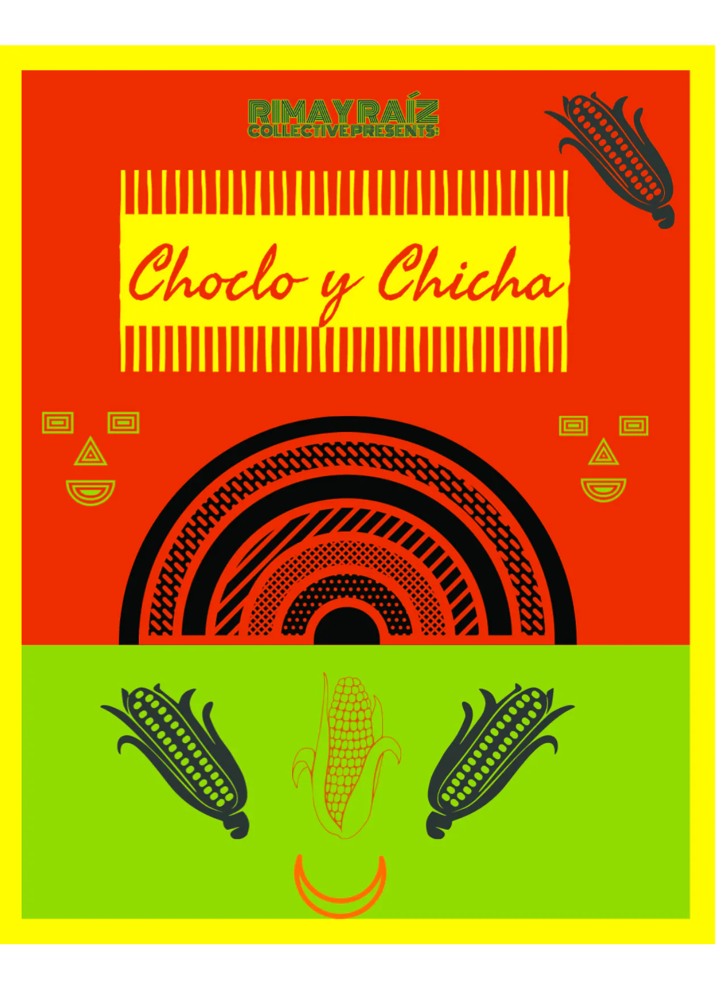 RIMAY RAÍZ
COLLECTIVE PRESENTS:
Choclo y Chicha